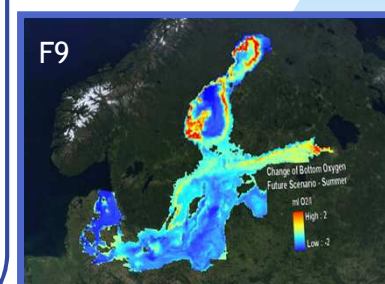 F9
Change of Bottom Oxygen
Future Scenario - Summer
ml O2/l
High : 2
Low : -2